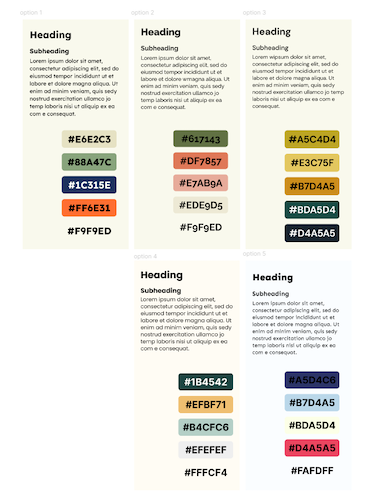 option 1
Heading
Subheading
Lorem ipsum dolor sit amet,
consectetur adipiscing elit, sed do
eiusmod tempor incididunt ut et
labore et dolore magna aliqua. Ut
enim ad minim veniam, quis sedy
nostrud exercitation ullamco jo
temp laboris nisi ut aliquip ex ea
com e consequat.
#E6E2C3
#88A47C
#1C315E
#FF6E31
#F9F9ED
option 2
Heading
Subheading
Lorem ipsum dolor sit amet,
consectetur adipiscing elit, sed do
eiusmod tempor incididunt ut et
labore et dolore magna aliqua. Ut
enim ad minim veniam, quis sedy
nostrud exercitation ullamco jo
temp laboris nisi ut aliquip ex ea
com e consequat.
#617143
#DF7857
#E7AB9A
#EDE9D5
#F9F9ED
option 3
Heading
Subheading
Lorem wipsum dolor sit amet,
consectetur adipiscing elit, sed do
eiusmod tempor incididunt ut et
labore et dolore magna aliqua. Ut
enim ad minim veniam, quis sedy
nostrud exercitation ullamco jo
temp laboris nisi ut aliquip ex ea
com e consequat.
#A5C4D4
#E3C75F
#B7D4A5
#BDA5D4
#D4A5A5
option 4
Heading
Subheading
Lorem ipsum dolor sit amet,
consectetur adipiscing elit, sed do
eiusmod tempor incididunt ut et
labore et dolore magna aliqua. Ut
enim ad minim veniam, quis sedy
nostrud exercitation ullamco jo
temp laboris nisi ut aliquip ex ea
com e consequat.
#1B4542
#EFBF71
#B4CFC6
#EFEFEF
#FFFCF4
option 5
Heading
Subheading
Lorem ipsum dolor sit amet,
consectetur adipiscing elit, sed do
eiusmod tempor incididunt ut et
labore et dolore magna aliqua. Ut
enim ad minim veniam, quis sedy
nostrud exercitation ullamco jo
temp laboris nisi ut aliquip ex ea
com e consequat.
#A5D4C6
#B7D4A5
#BDA5D4
#D4A5A5
#FAFDFF